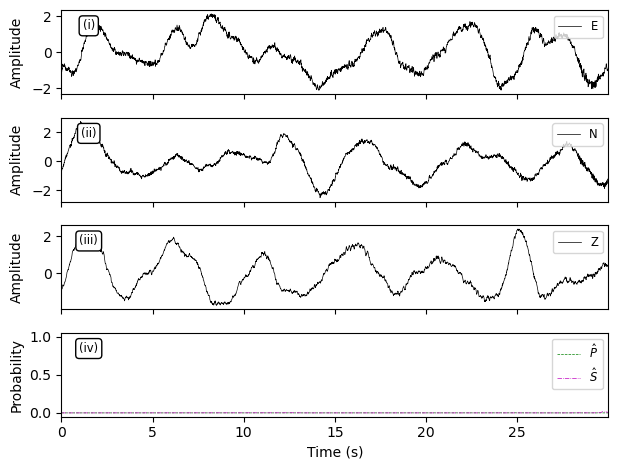 Amplitude
2
0
−2
(i)
E
Amplitude
2
0
−2
(ii)
N
Amplitude
2
0
(iii)
Z
Probability
1.0
0.5
0.0
(iv)
P̂
Ŝ
0 5 10 15 20 25
Time (s)